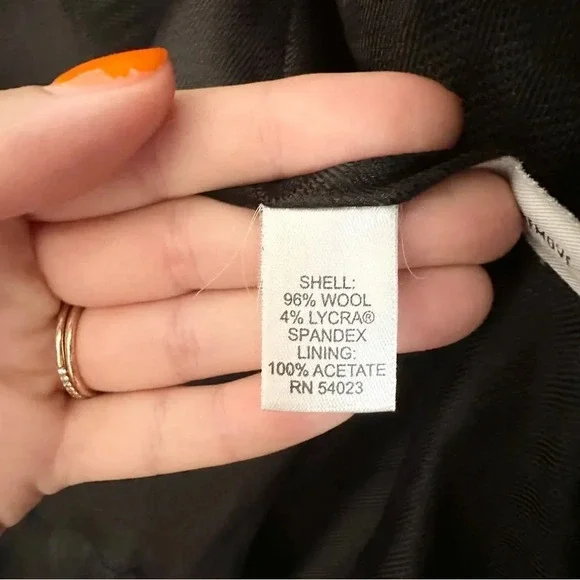 SHELL:
96% WOOL
4% LYCRA®
SPANDEX
LINING:
100% ACETATE
RN 54023